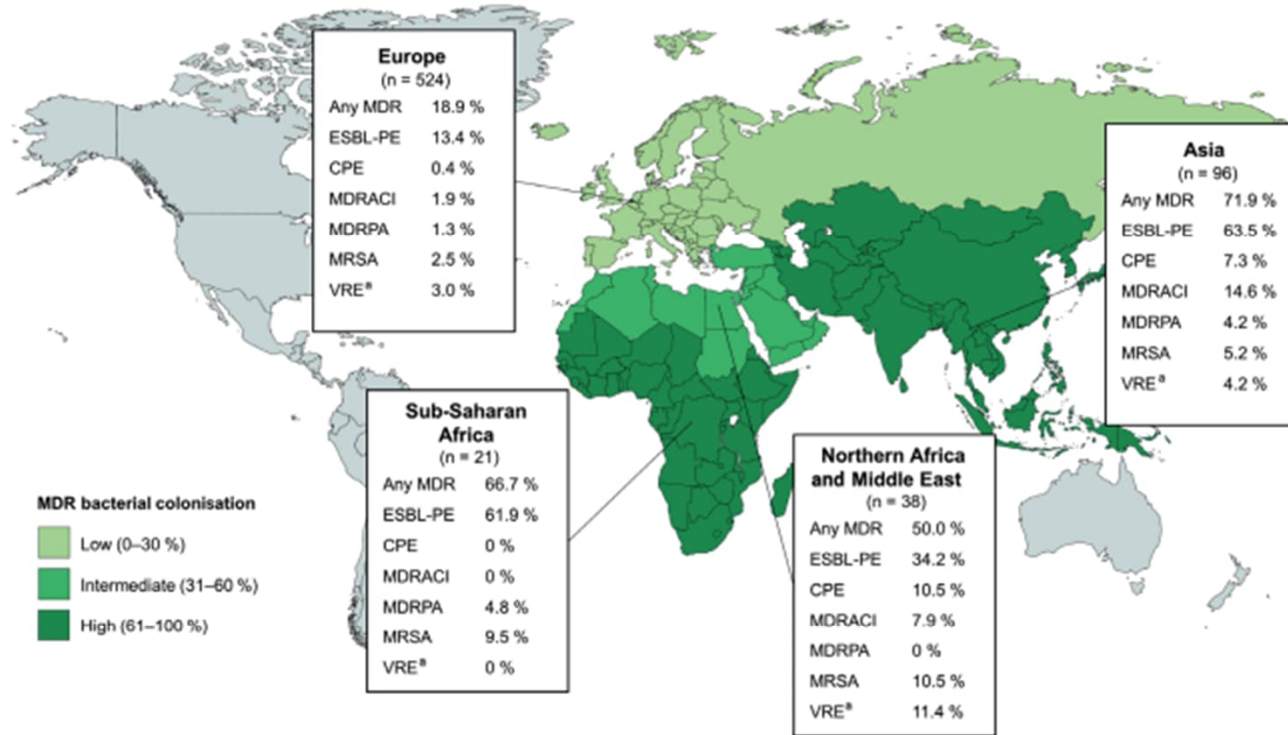 Europe
(n = 524)
Any MDR 18.9 %
ESBL-PE 13.4 %
CPE 0.4 %
MDRACI 1.9 %
MDRPA 1.3 %
MRSA 2.5 %
VREª 3.0 %
Asia
(n = 96)
Any MDR 71.9 %
ESBL-PE 63.5 %
CPE 7.3 %
MDRACI 14.6 %
MDRPA 4.2 %
MRSA 5.2 %
VREª 4.2 %
Sub-Saharan
Africa
(n = 21)
Any MDR 66.7 %
ESBL-PE 61.9 %
CPE 0 %
MDRACI 0 %
MDRPA 4.8 %
MRSA 9.5 %
VREª 0 %
Northern Africa
and Middle East
(n = 38)
Any MDR 50.0 %
ESBL-PE 34.2 %
CPE 10.5 %
MDRACI 7.9 %
MDRPA 0 %
MRSA 10.5 %
VREª 11.4 %
MDR bacterial colonisation
Low (0–30 %)
Intermediate (31–60 %)
High (61–100 %)